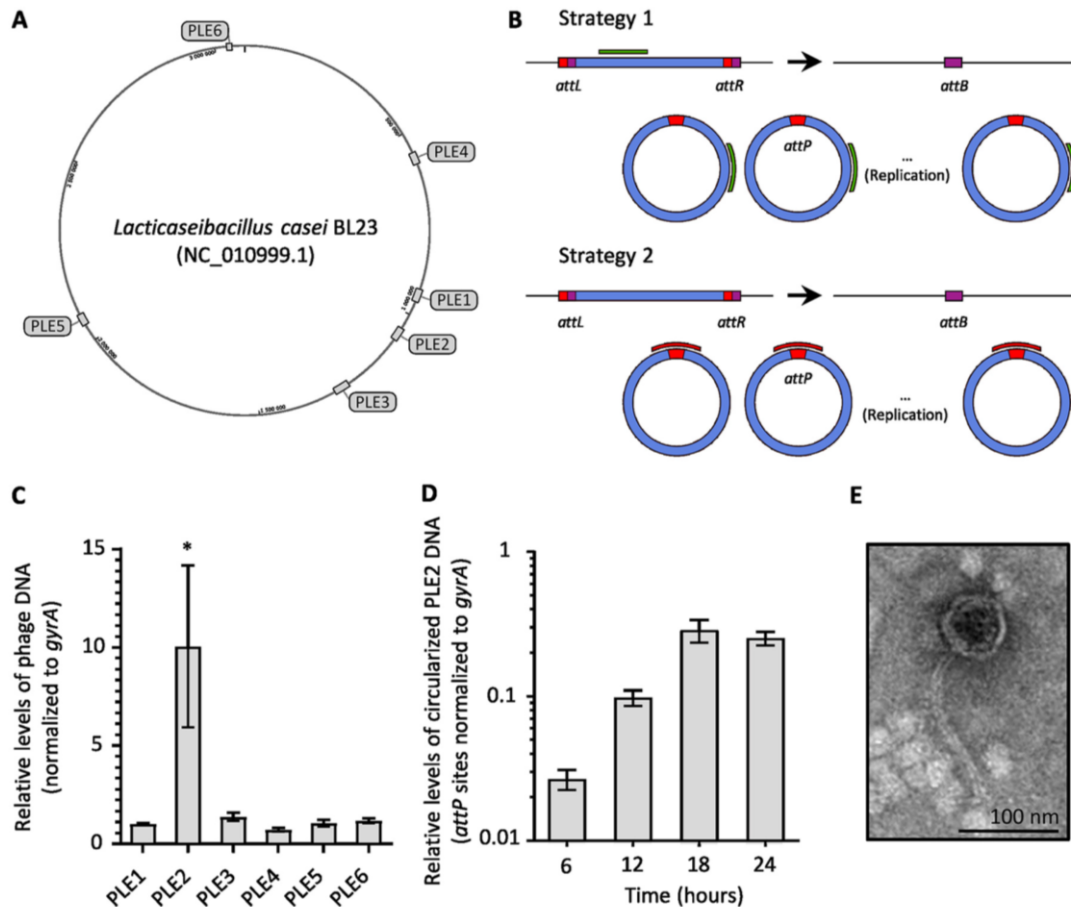 A
PLE6
PLE4
Lacticaseibacillus casei BL23
(NC_010999.1)
PLE1
PLE2
PLE5
PLE3
1 500 000
B
Strategy 1
attL
attR
attB
attP
...
(Replication)
Strategy 2
attL
attR
attB
attP
...
(Replication)
C
Relative levels of phage DNA
(normalized to gyrA)
15
10
5
0
*
PLE1
PLE2
PLE3
PLE4
PLE5
PLE6
D
Relative levels of circularized PLE2 DNA
(attP sites normalized to gyrA)
1
0.1
0.01
6
12
18
24
Time (hours)
E
100 nm